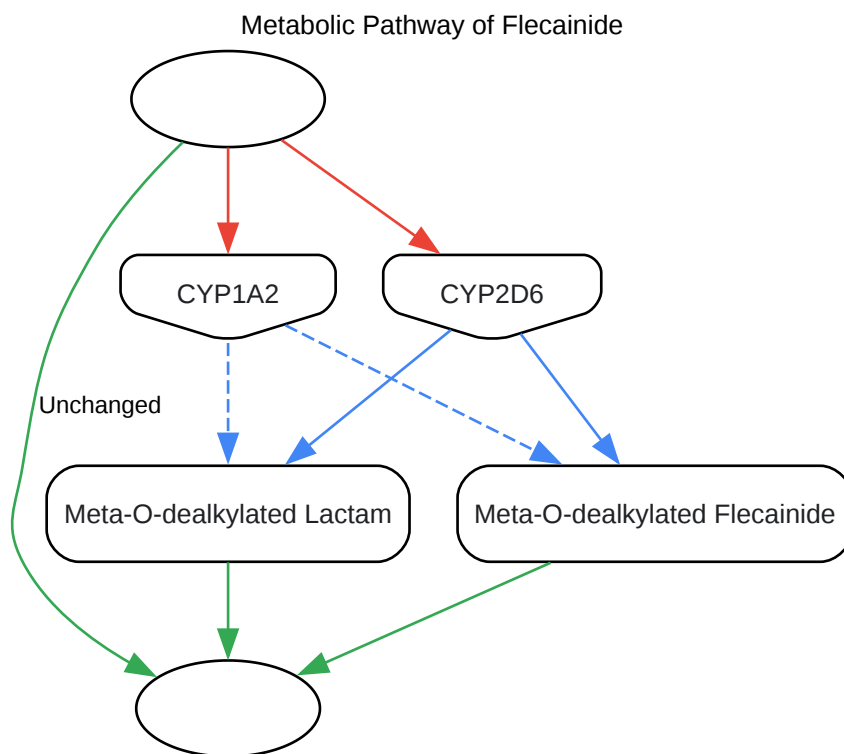 Metabolic Pathway of Flecainide
CYP1A2
CYP2D6
Unchanged
Meta-O-dealkylated Lactam
Meta-O-dealkylated Flecainide